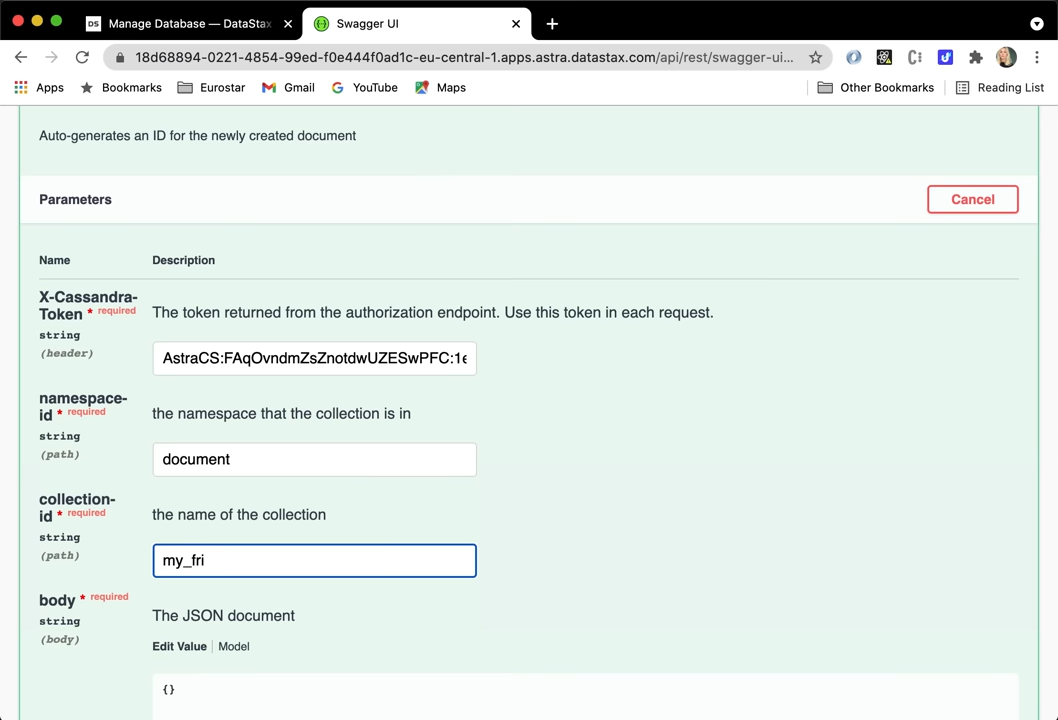 DS Manage Database — DataStax
Swagger UI
18d68894-0221-4854-99ed-f0e444f0ad1c-eu-central-1.apps.astra.datastax.com/api/rest/swagger-ui...
Apps Bookmarks Eurostar Gmail YouTube Maps Other Bookmarks Reading List
Auto-generates an ID for the newly created document
Parameters
Cancel
Name Description
X-Cassandra-
Token * required
string
(header)
The token returned from the authorization endpoint. Use this token in each request.
AstraCS:FAqOvndmZsZnotdwUZESwPFC:1e
namespace-
id * required
string
(path)
the namespace that the collection is in
document
collection-
id * required
string
(path)
the name of the collection
my_fri
body * required
string
(body)
The JSON document
Edit Value | Model
{}